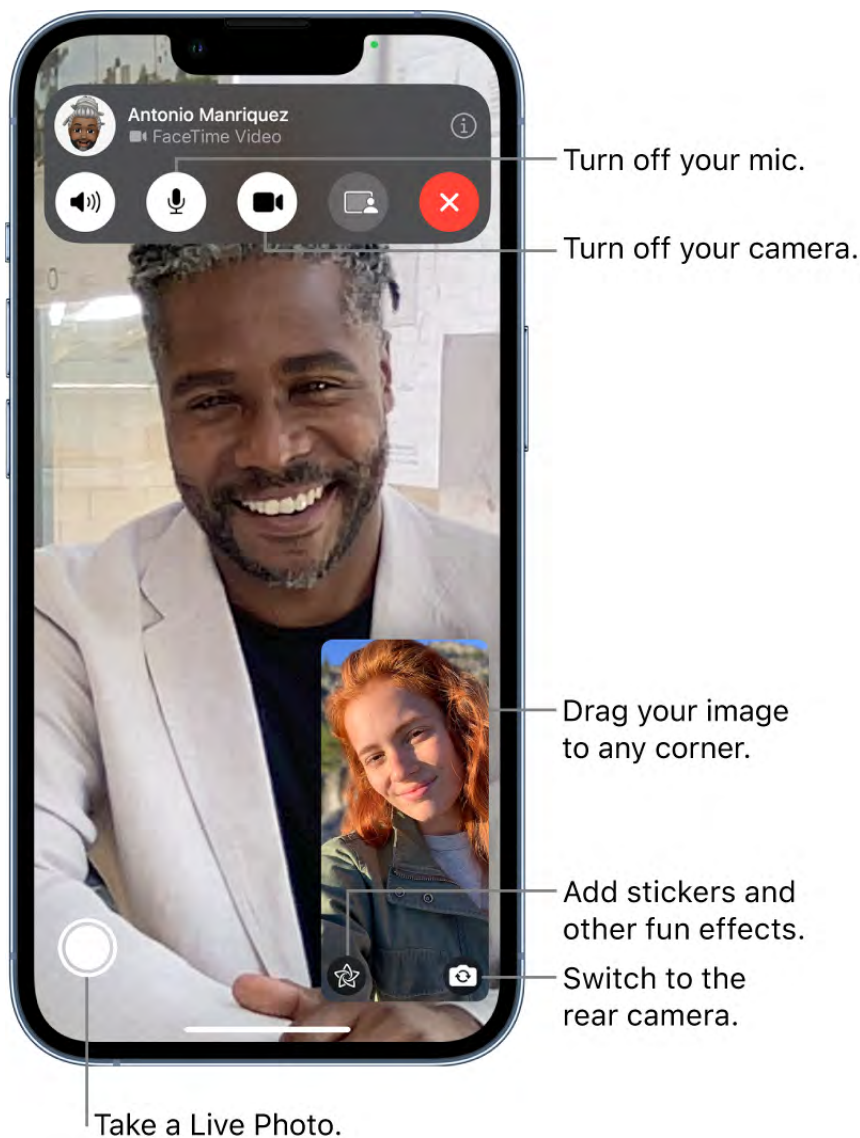 Antonio Manriquez
FaceTime Video
Turn off your mic.
Turn off your camera.
Drag your image
to any corner.
Add stickers and
other fun effects.
Switch to the
rear camera.
Take a Live Photo.